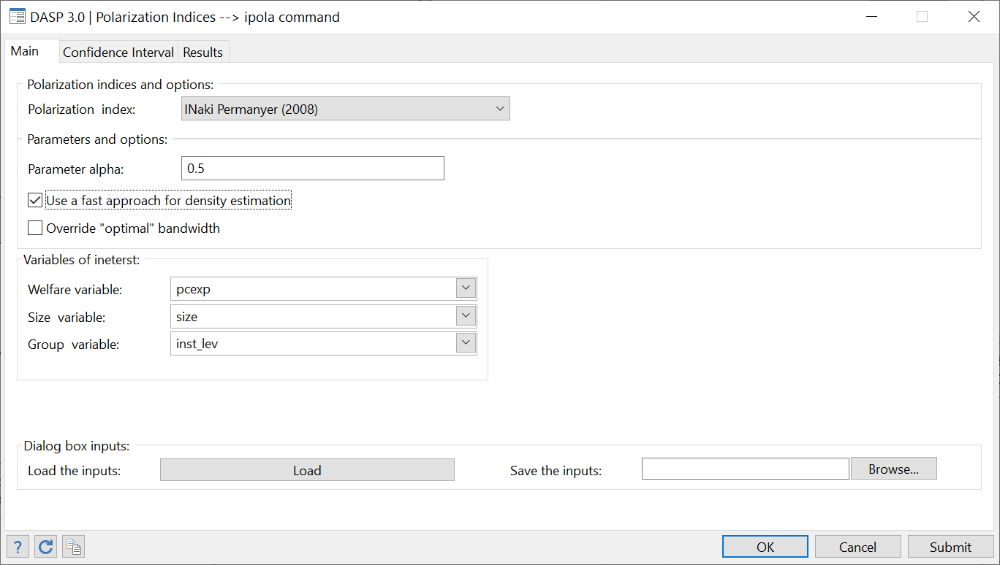 DASP 3.0 | Polarization Indices --> ipola command
Main Confidence Interval Results
Polarization indices and options:
Polarization index: INaki Permanyer (2008)
Parameters and options:
Parameter alpha: 0.5
Use a fast approach for density estimation
Override "optimal" bandwidth
Variables of ineterst:
Welfare variable: pcexp
Size variable: size
Group variable: inst_lev
Dialog box inputs:
Load the inputs: Load Save the inputs: Browse...
? OK Cancel Submit